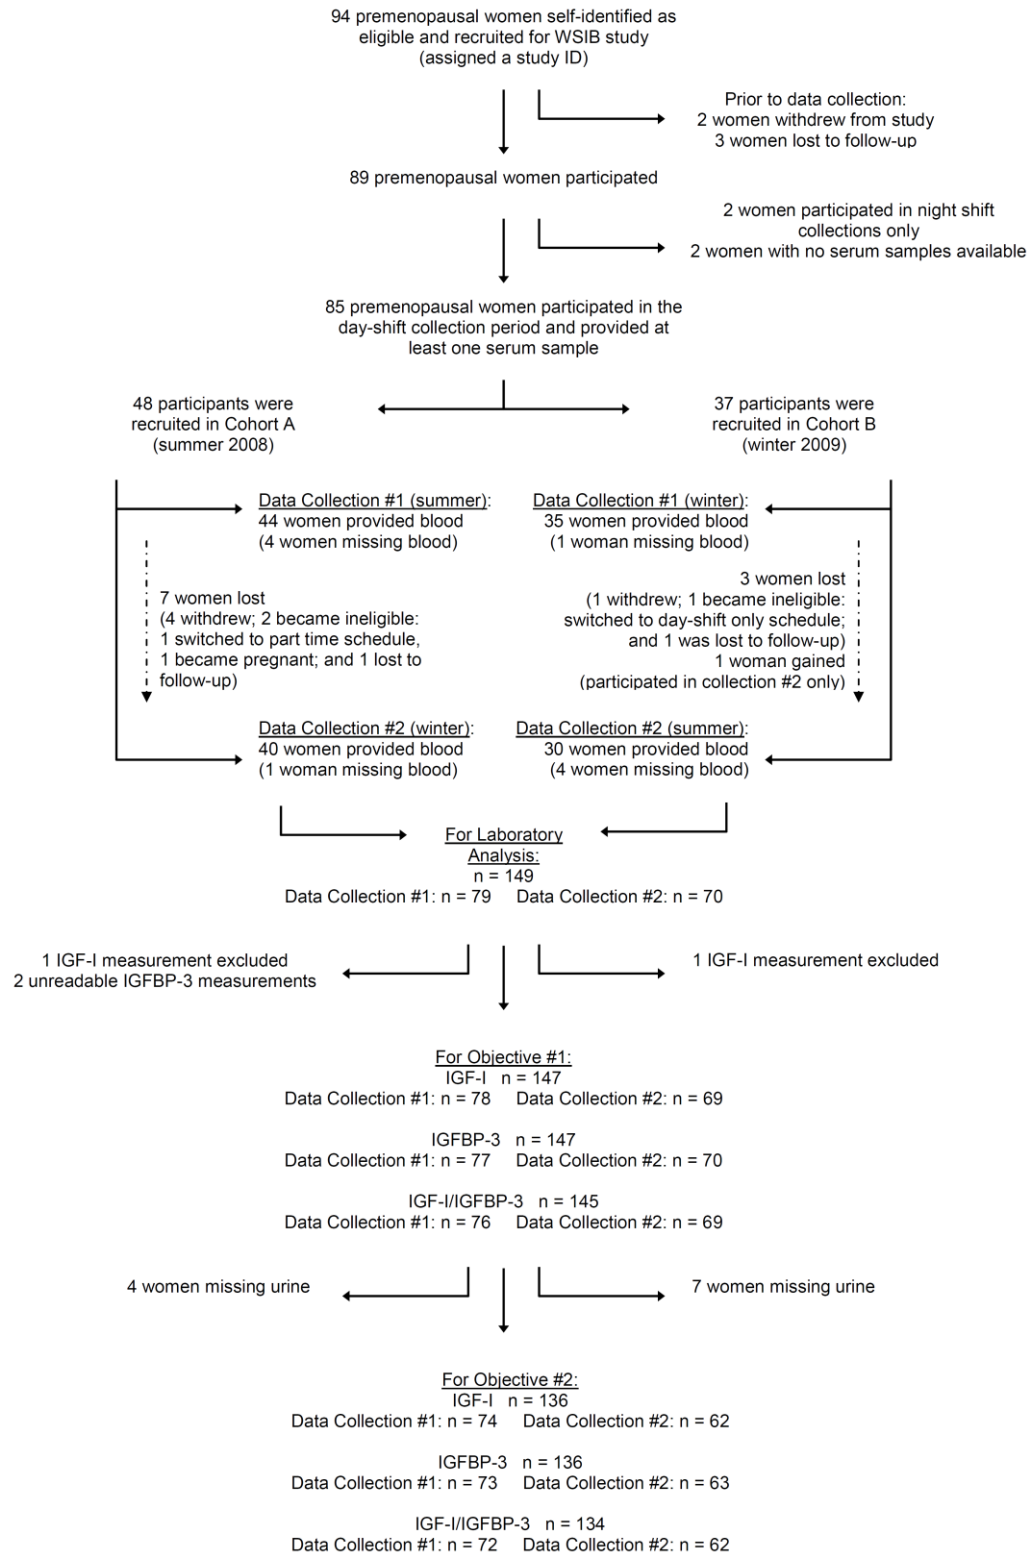 94 premenopausal women self-identified as
eligible and recruited for WSIB study
(assigned a study ID)
Prior to data collection:
2 women withdrew from study
3 women lost to follow-up
89 premenopausal women participated
2 women participated in night shift
collections only
2 women with no serum samples available
85 premenopausal women participated in the
day-shift collection period and provided at
least one serum sample
48 participants were
recruited in Cohort A
(summer 2008)
37 participants were
recruited in Cohort B
(winter 2009)
Data Collection #1 (summer):
44 women provided blood
(4 women missing blood)
Data Collection #1 (winter):
35 women provided blood
(1 woman missing blood)
7 women lost
(4 withdrew; 2 became ineligible:
1 switched to part time schedule,
1 became pregnant; and 1 lost to
follow-up)
3 women lost
(1 withdrew; 1 became ineligible:
switched to day-shift only schedule;
and 1 was lost to follow-up)
1 woman gained
(participated in collection #2 only)
Data Collection #2 (winter):
40 women provided blood
(1 woman missing blood)
Data Collection #2 (summer):
30 women provided blood
(4 women missing blood)
For Laboratory
Analysis:
n = 149
Data Collection #1: n = 79 Data Collection #2: n = 70
1 IGF-I measurement excluded
2 unreadable IGFBP-3 measurements
1 IGF-I measurement excluded
For Objective #1:
IGF-I n = 147
Data Collection #1: n = 78 Data Collection #2: n = 69
IGFBP-3 n = 147
Data Collection #1: n = 77 Data Collection #2: n = 70
IGF-I/IGFBP-3 n = 145
Data Collection #1: n = 76 Data Collection #2: n = 69
4 women missing urine
7 women missing urine
For Objective #2:
IGF-I n = 136
Data Collection #1: n = 74 Data Collection #2: n = 62
IGFBP-3 n = 136
Data Collection #1: n = 73 Data Collection #2: n = 63
IGF-I/IGFBP-3 n = 134
Data Collection #1: n = 72 Data Collection #2: n = 62